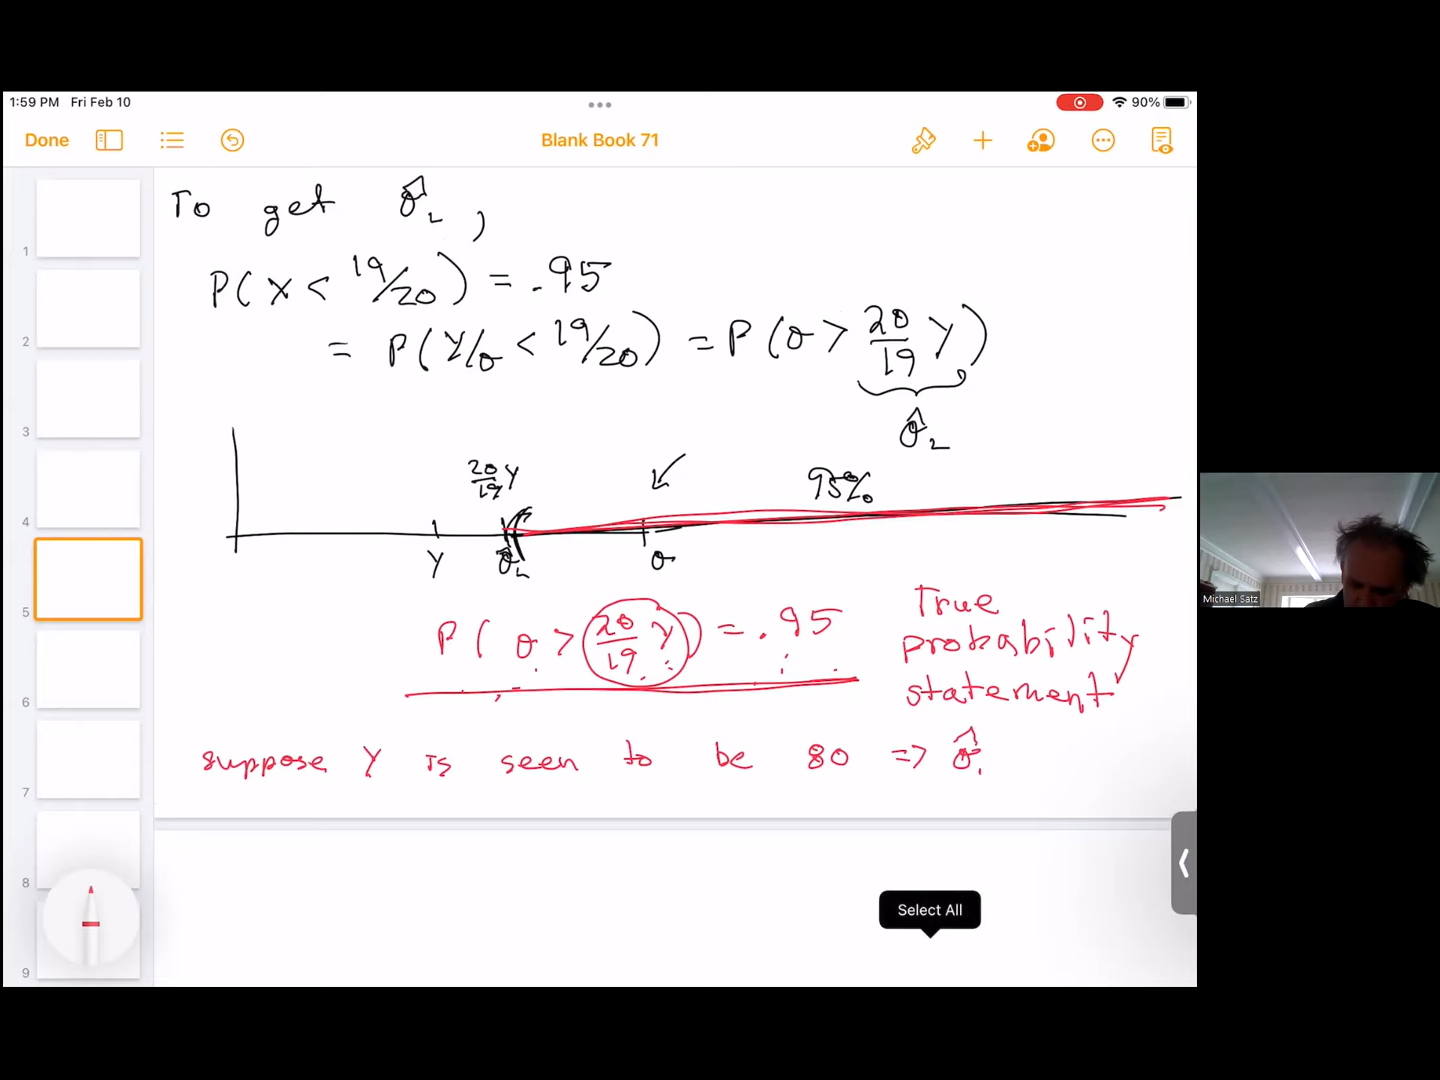 1:59 PM Fri Feb 10
90%
Done
Blank Book 71
To get θ̂_L,
P(X < 19/20) = .95
= P(Y/θ < 19/20) = P(θ > 20/19 Y)
θ̂_L
20/19 Y
95%
Y
θ̂_L
θ
P(θ > 20/19 Y) = .95
True
probability
statement
suppose Y is seen to be 80 => θ̂
1
2
3
4
5
6
7
8
9
Select All
Michael Satz